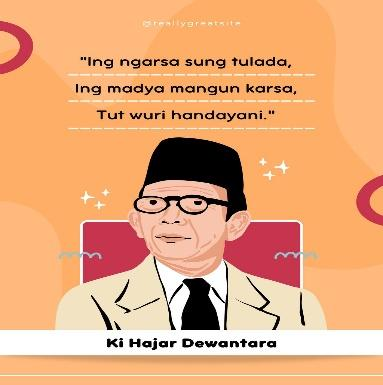 @reallygreatsite
"Ing ngarsa sung tulada,
Ing madya mangun karsa,
Tut wuri handayani."
Ki Hajar Dewantara